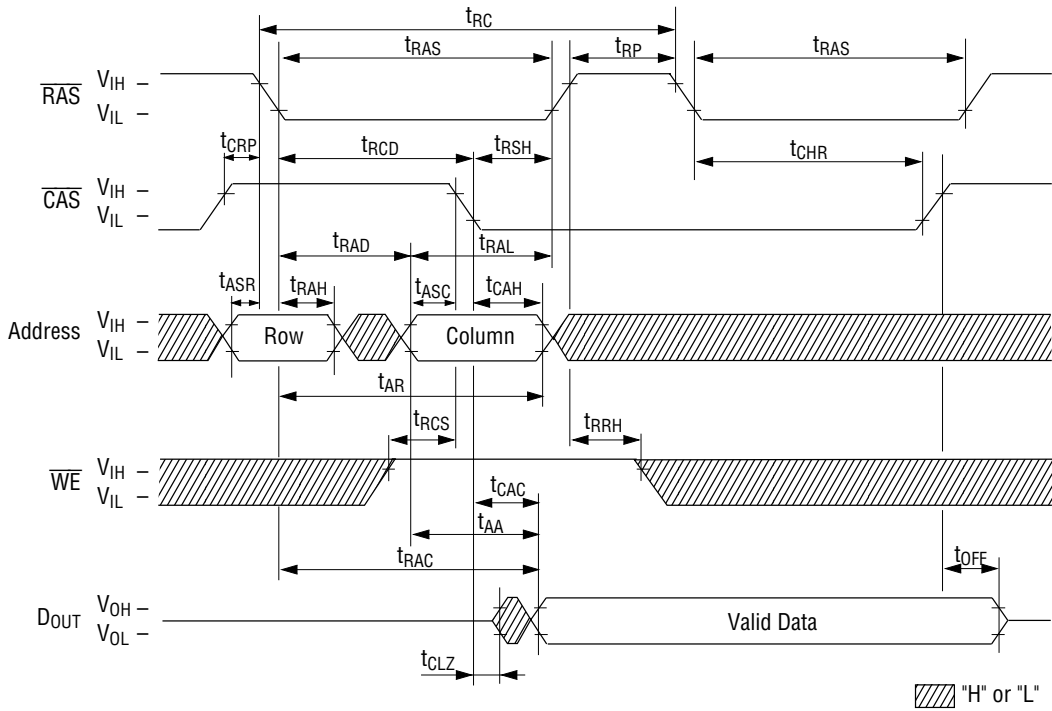 tRC
tRAS tRP tRAS
RAS VIH –
VIL –
tCRP tRCD tRSH tCHR
CAS VIH –
VIL –
tRAD tRAL
tASR tRAH tASC tCAH
Address VIH –
VIL –
Row Column
tAR
tRCS tRRH
WE VIH –
VIL –
tCAC
tAA
tRAC tOFF
DOUT VOH –
VOL –
Valid Data
tCLZ
"H" or "L"